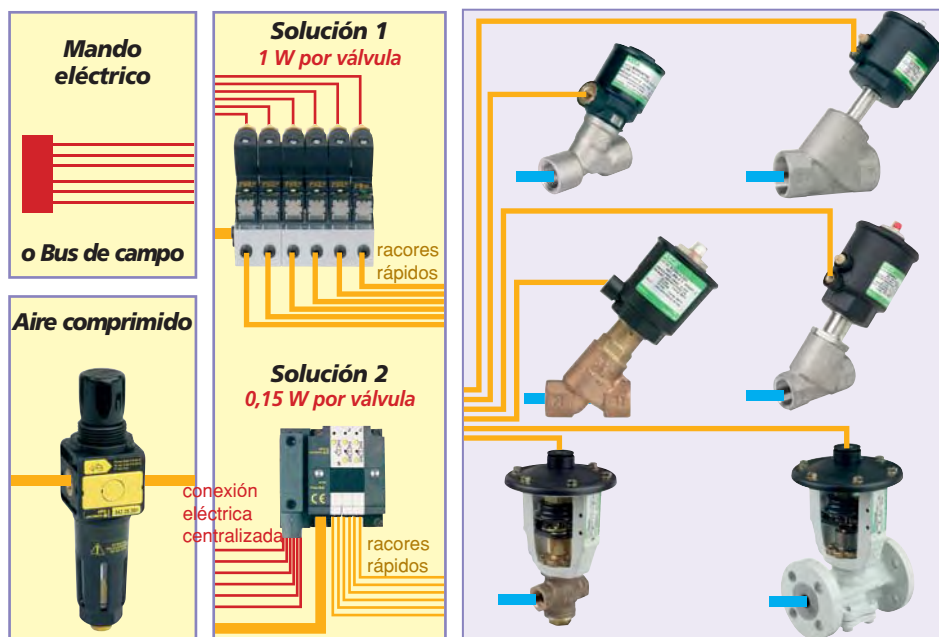 Mando
eléctrico
o Bus de campo
Aire comprimido
Solución 1
1 W por válvula
racores
rápidos
Solución 2
0,15 W por válvula
conexión
eléctrica
centralizada
racores
rápidos